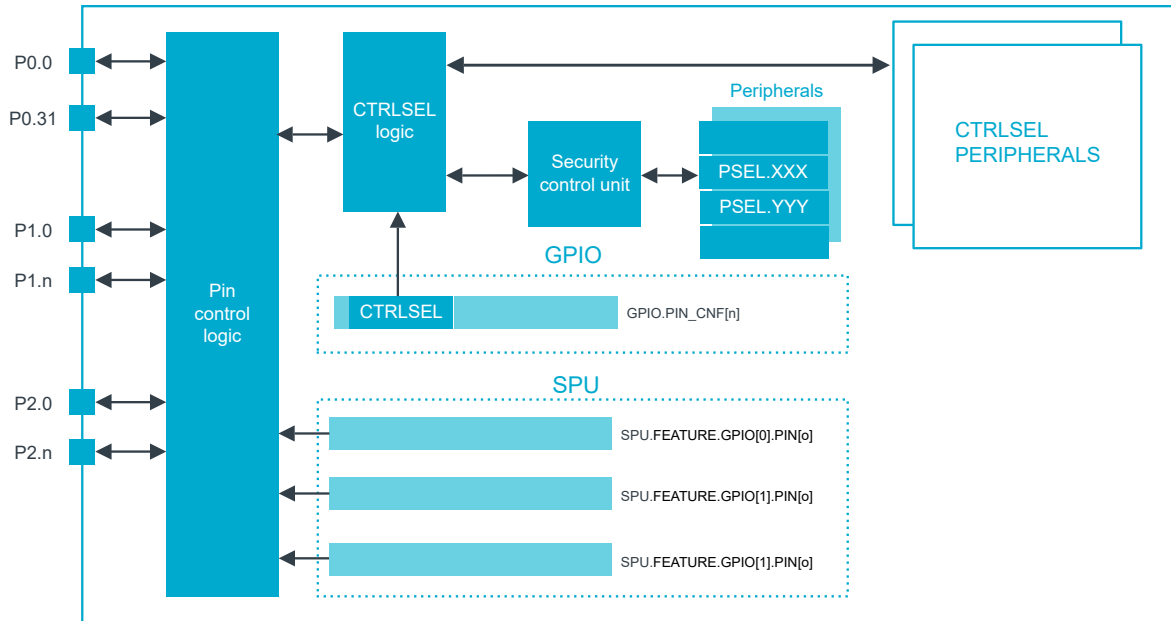 P0.0
P0.31
P1.0
P1.n
P2.0
P2.n
Pin
control
logic
CTRLSEL
logic
Security
control unit
Peripherals
PSEL.XXX
PSEL.YYY
CTRLSEL
PERIPHERALS
GPIO
CTRLSEL
GPIO.PIN_CNF[n]
SPU
SPU.FEATURE.GPIO[0].PIN[o]
SPU.FEATURE.GPIO[1].PIN[o]
SPU.FEATURE.GPIO[1].PIN[o]